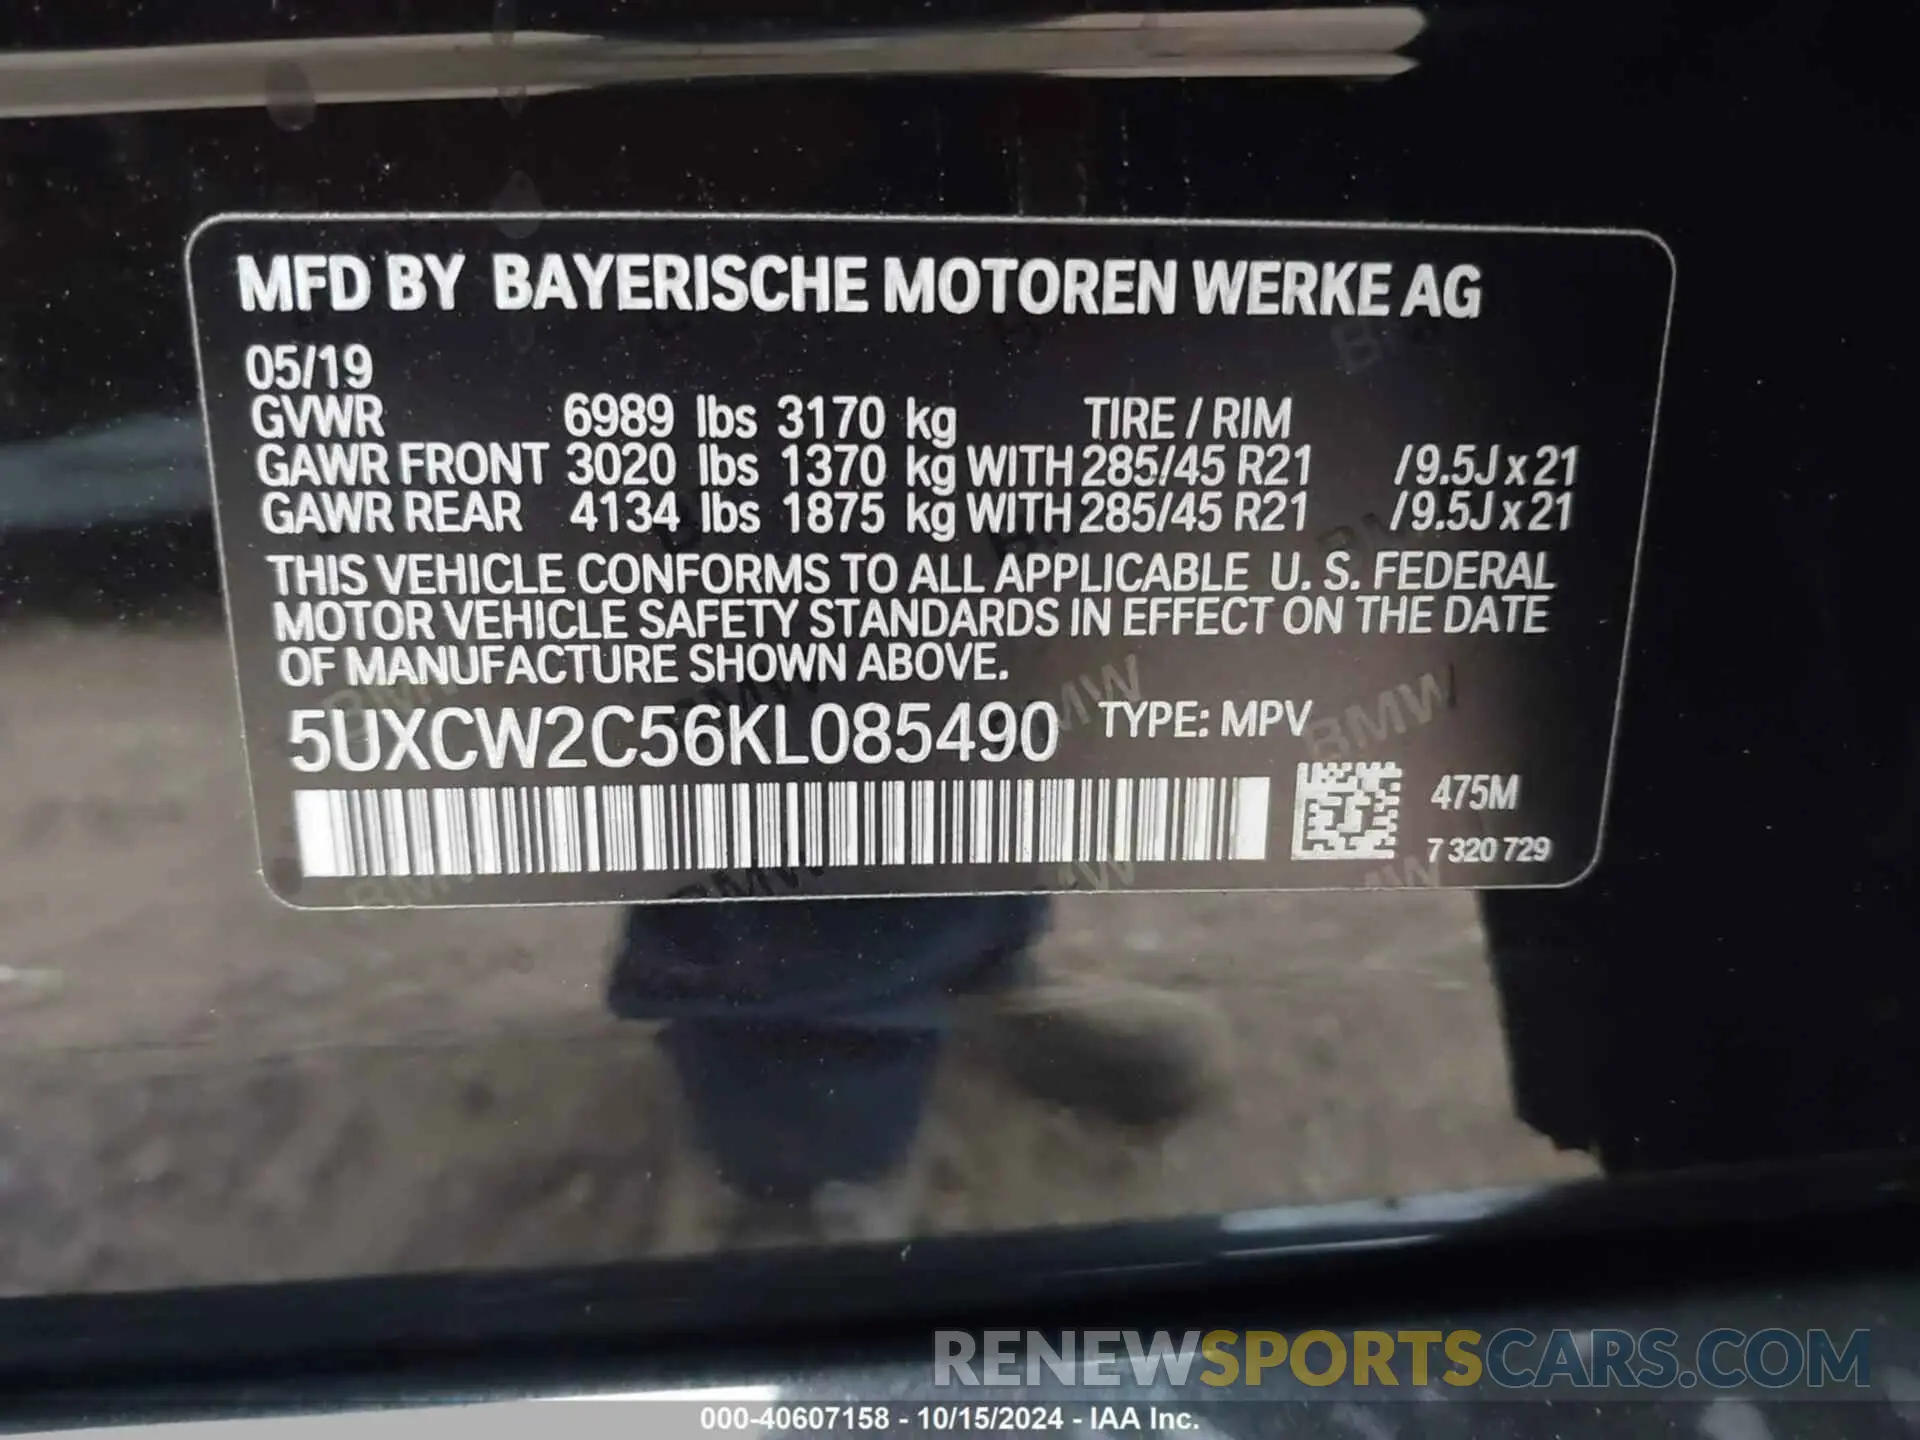 MFD BY BAYERISCHE MOTOREN WERKE AG
05/19
GVWR 6989 lbs 3170 kg TIRE / RIM
GAWR FRONT 3020 lbs 1370 kg WITH 285/45 R21 /9.5J x 21
GAWR REAR 4134 lbs 1875 kg WITH 285/45 R21 /9.5J x 21
THIS VEHICLE CONFORMS TO ALL APPLICABLE U. S. FEDERAL
MOTOR VEHICLE SAFETY STANDARDS IN EFFECT ON THE DATE
OF MANUFACTURE SHOWN ABOVE.
5UXCW2C56KL085490 TYPE: MPV
475M
7 320 729
RENEWSPORTSCARS.COM
000-40607158 - 10/15/2024 - IAA Inc.